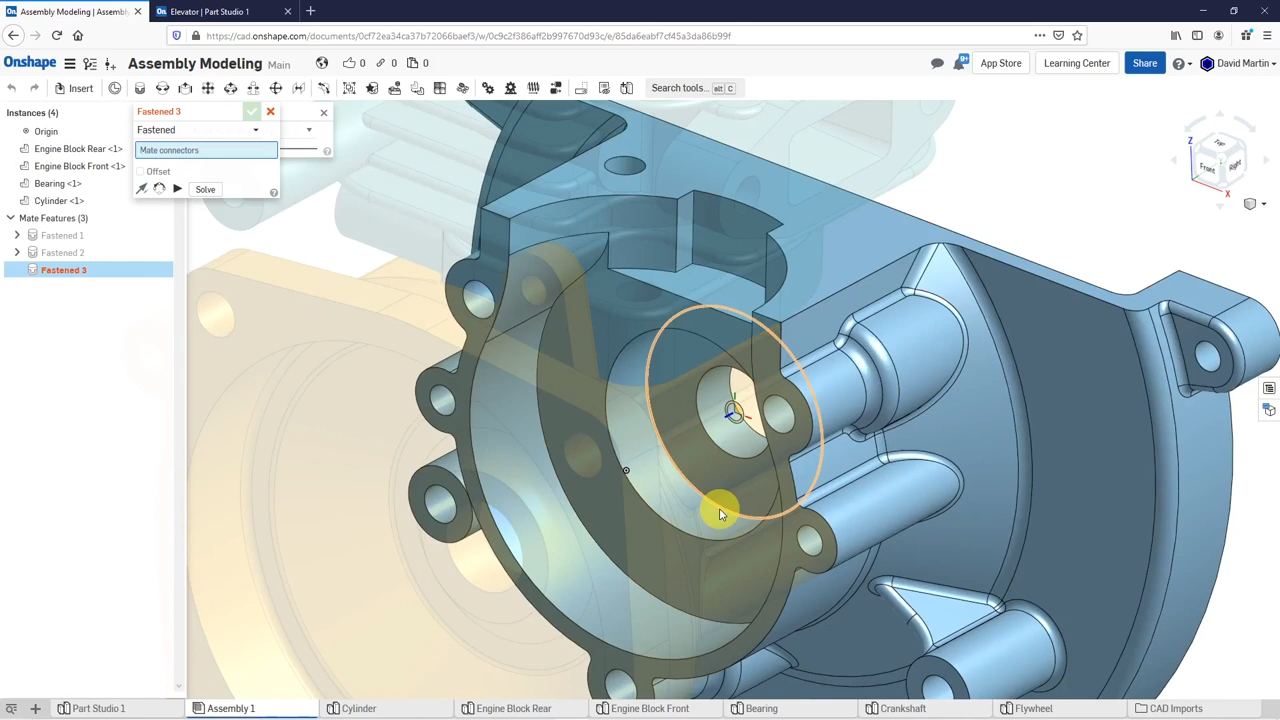 Assembly Modeling | Assembly
Elevator | Part Studio 1
https://cad.onshape.com/documents/0cf72ea34ca37b72066baef3/w/0c9c2f386aff2b9977670d93c/e/85da6eabf7cf45a3da86b99f
Onshape
Assembly Modeling Main
0 0 0
9+
App Store
Learning Center
Share
David Martin
Insert
Search tools... alt C
Instances (4)
Origin
Engine Block Rear <1>
Engine Block Front <1>
Bearing <1>
Cylinder <1>
Mate Features (3)
Fastened 1
Fastened 2
Fastened 3
Fastened 3
Fastened
Mate connectors
Offset
Solve
Z
Top
Front
Right
X
Part Studio 1
Assembly 1
Cylinder
Engine Block Rear
Engine Block Front
Bearing
Crankshaft
Flywheel
CAD Imports